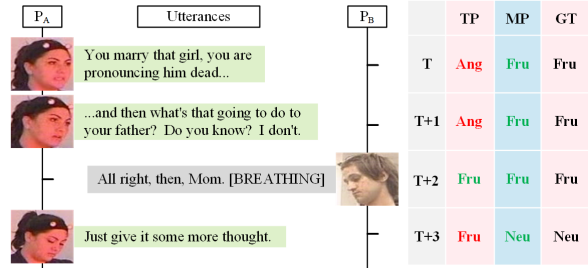 PA Utterances PB TP MP GT
You marry that girl, you are
pronouncing him dead...
T Ang Fru Fru
...and then what's that going to do to
your father? Do you know? I don't.
T+1 Ang Fru Fru
All right, then, Mom. [BREATHING]
T+2 Fru Fru Fru
Just give it some more thought.
T+3 Fru Neu Neu